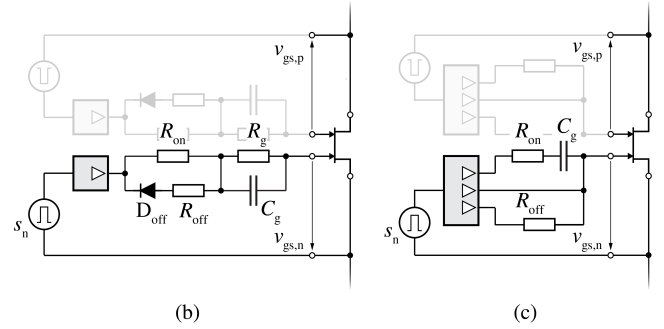 v_gs,p
R_on
R_g
D_off
R_off
C_g
s_n
v_gs,n
(b)
v_gs,p
R_on
C_g
R_off
s_n
v_gs,n
(c)